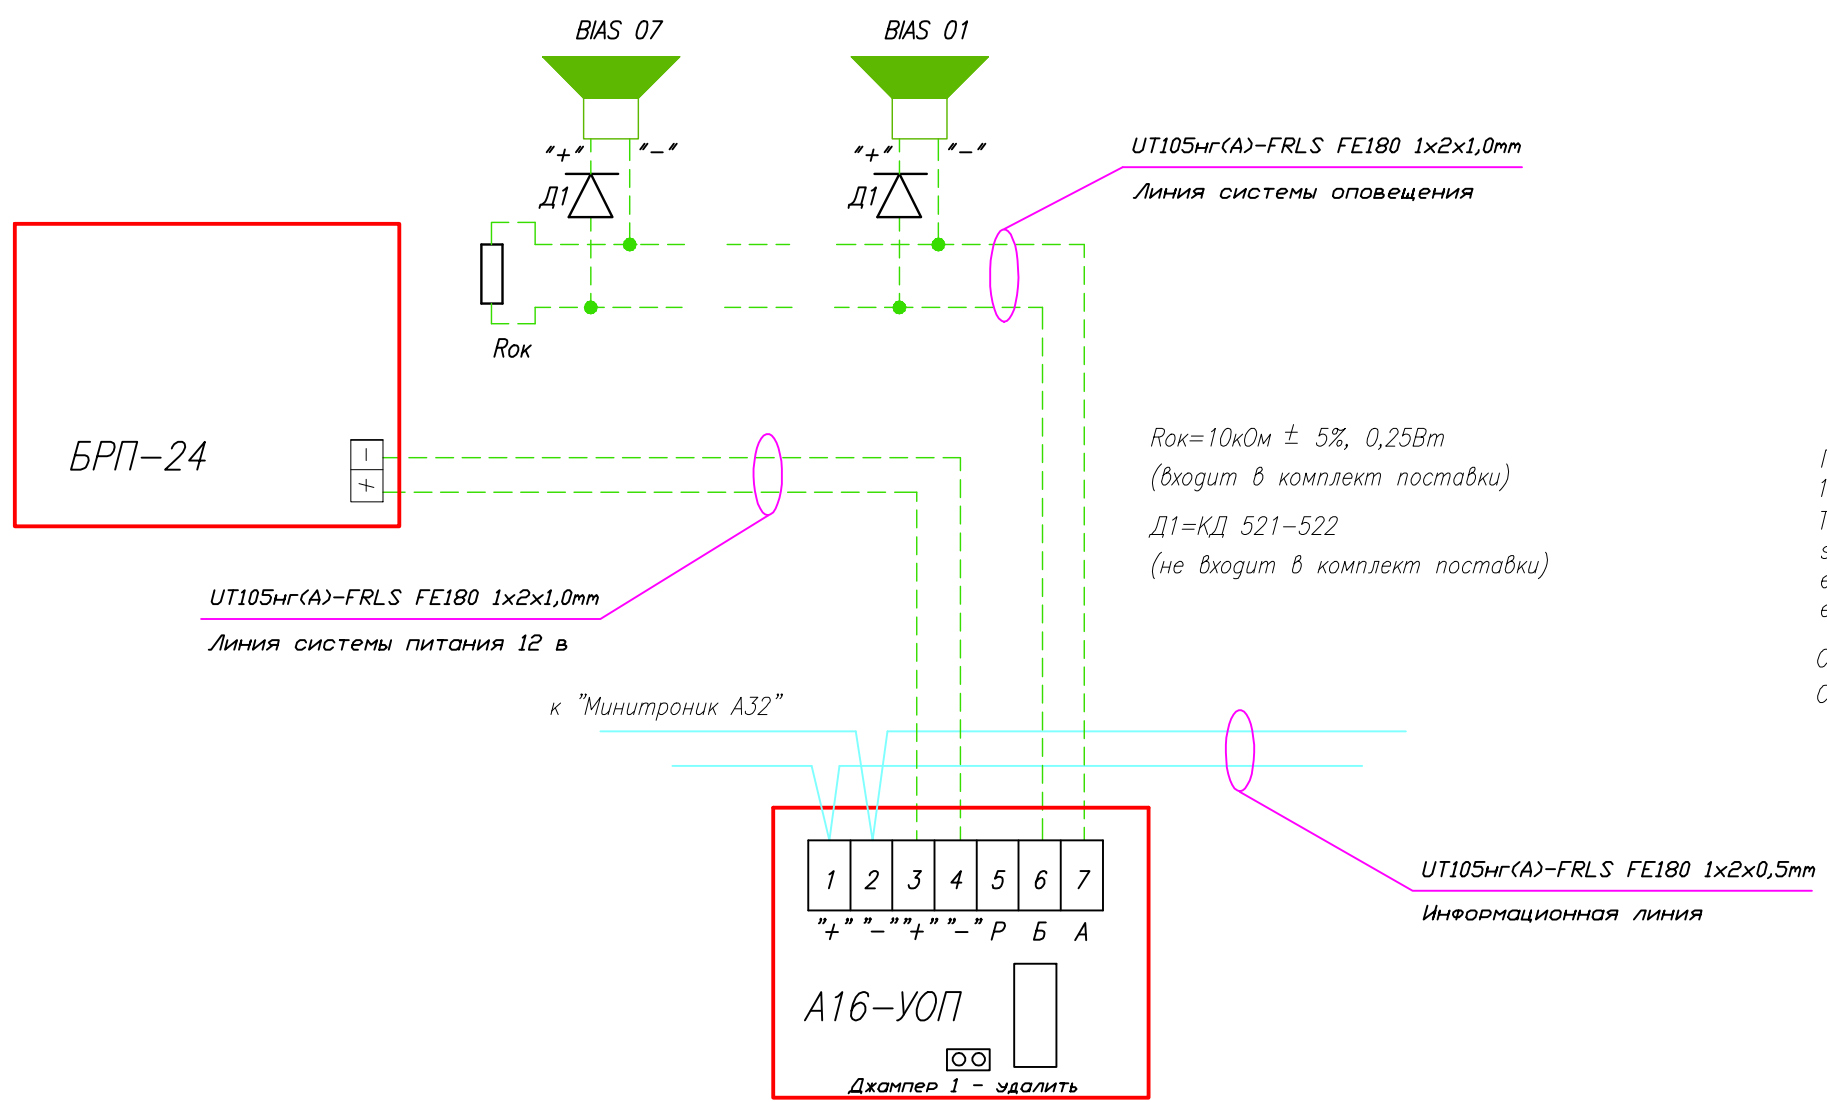 BIAS 07
BIAS 01
"+" "-"
"+" "-"
Д1
Д1
UT105нг(А)-FRLS FE180 1x2x1,0mm
Линия системы оповещения
Rок
БРП-24
-
+
Rок=10кОм ± 5%, 0,25Вт
(входит в комплект поставки)
Д1=КД 521-522
(не входит в комплект поставки)
UT105нг(А)-FRLS FE180 1x2x1,0mm
Линия системы питания 12 в
к "Минитроник А32"
UT105нг(А)-FRLS FE180 1x2x0,5mm
Информационная линия
1 2 3 4 5 6 7
"+" "-" "+" "-" Р Б А
А16-УОП
Джампер 1 - удалить